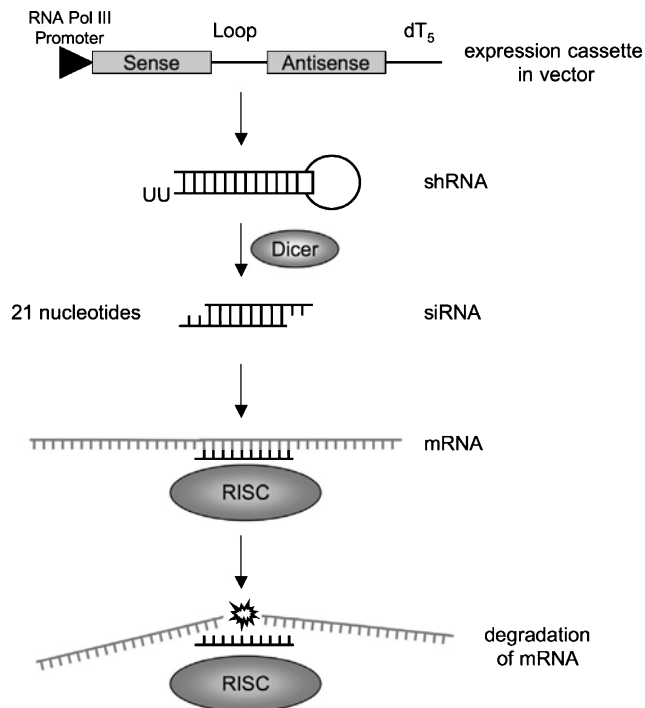 RNA Pol III
Promoter
Loop
dT₅
Sense
Antisense
expression cassette
in vector
UU
shRNA
Dicer
21 nucleotides
siRNA
mRNA
RISC
degradation
of mRNA
RISC